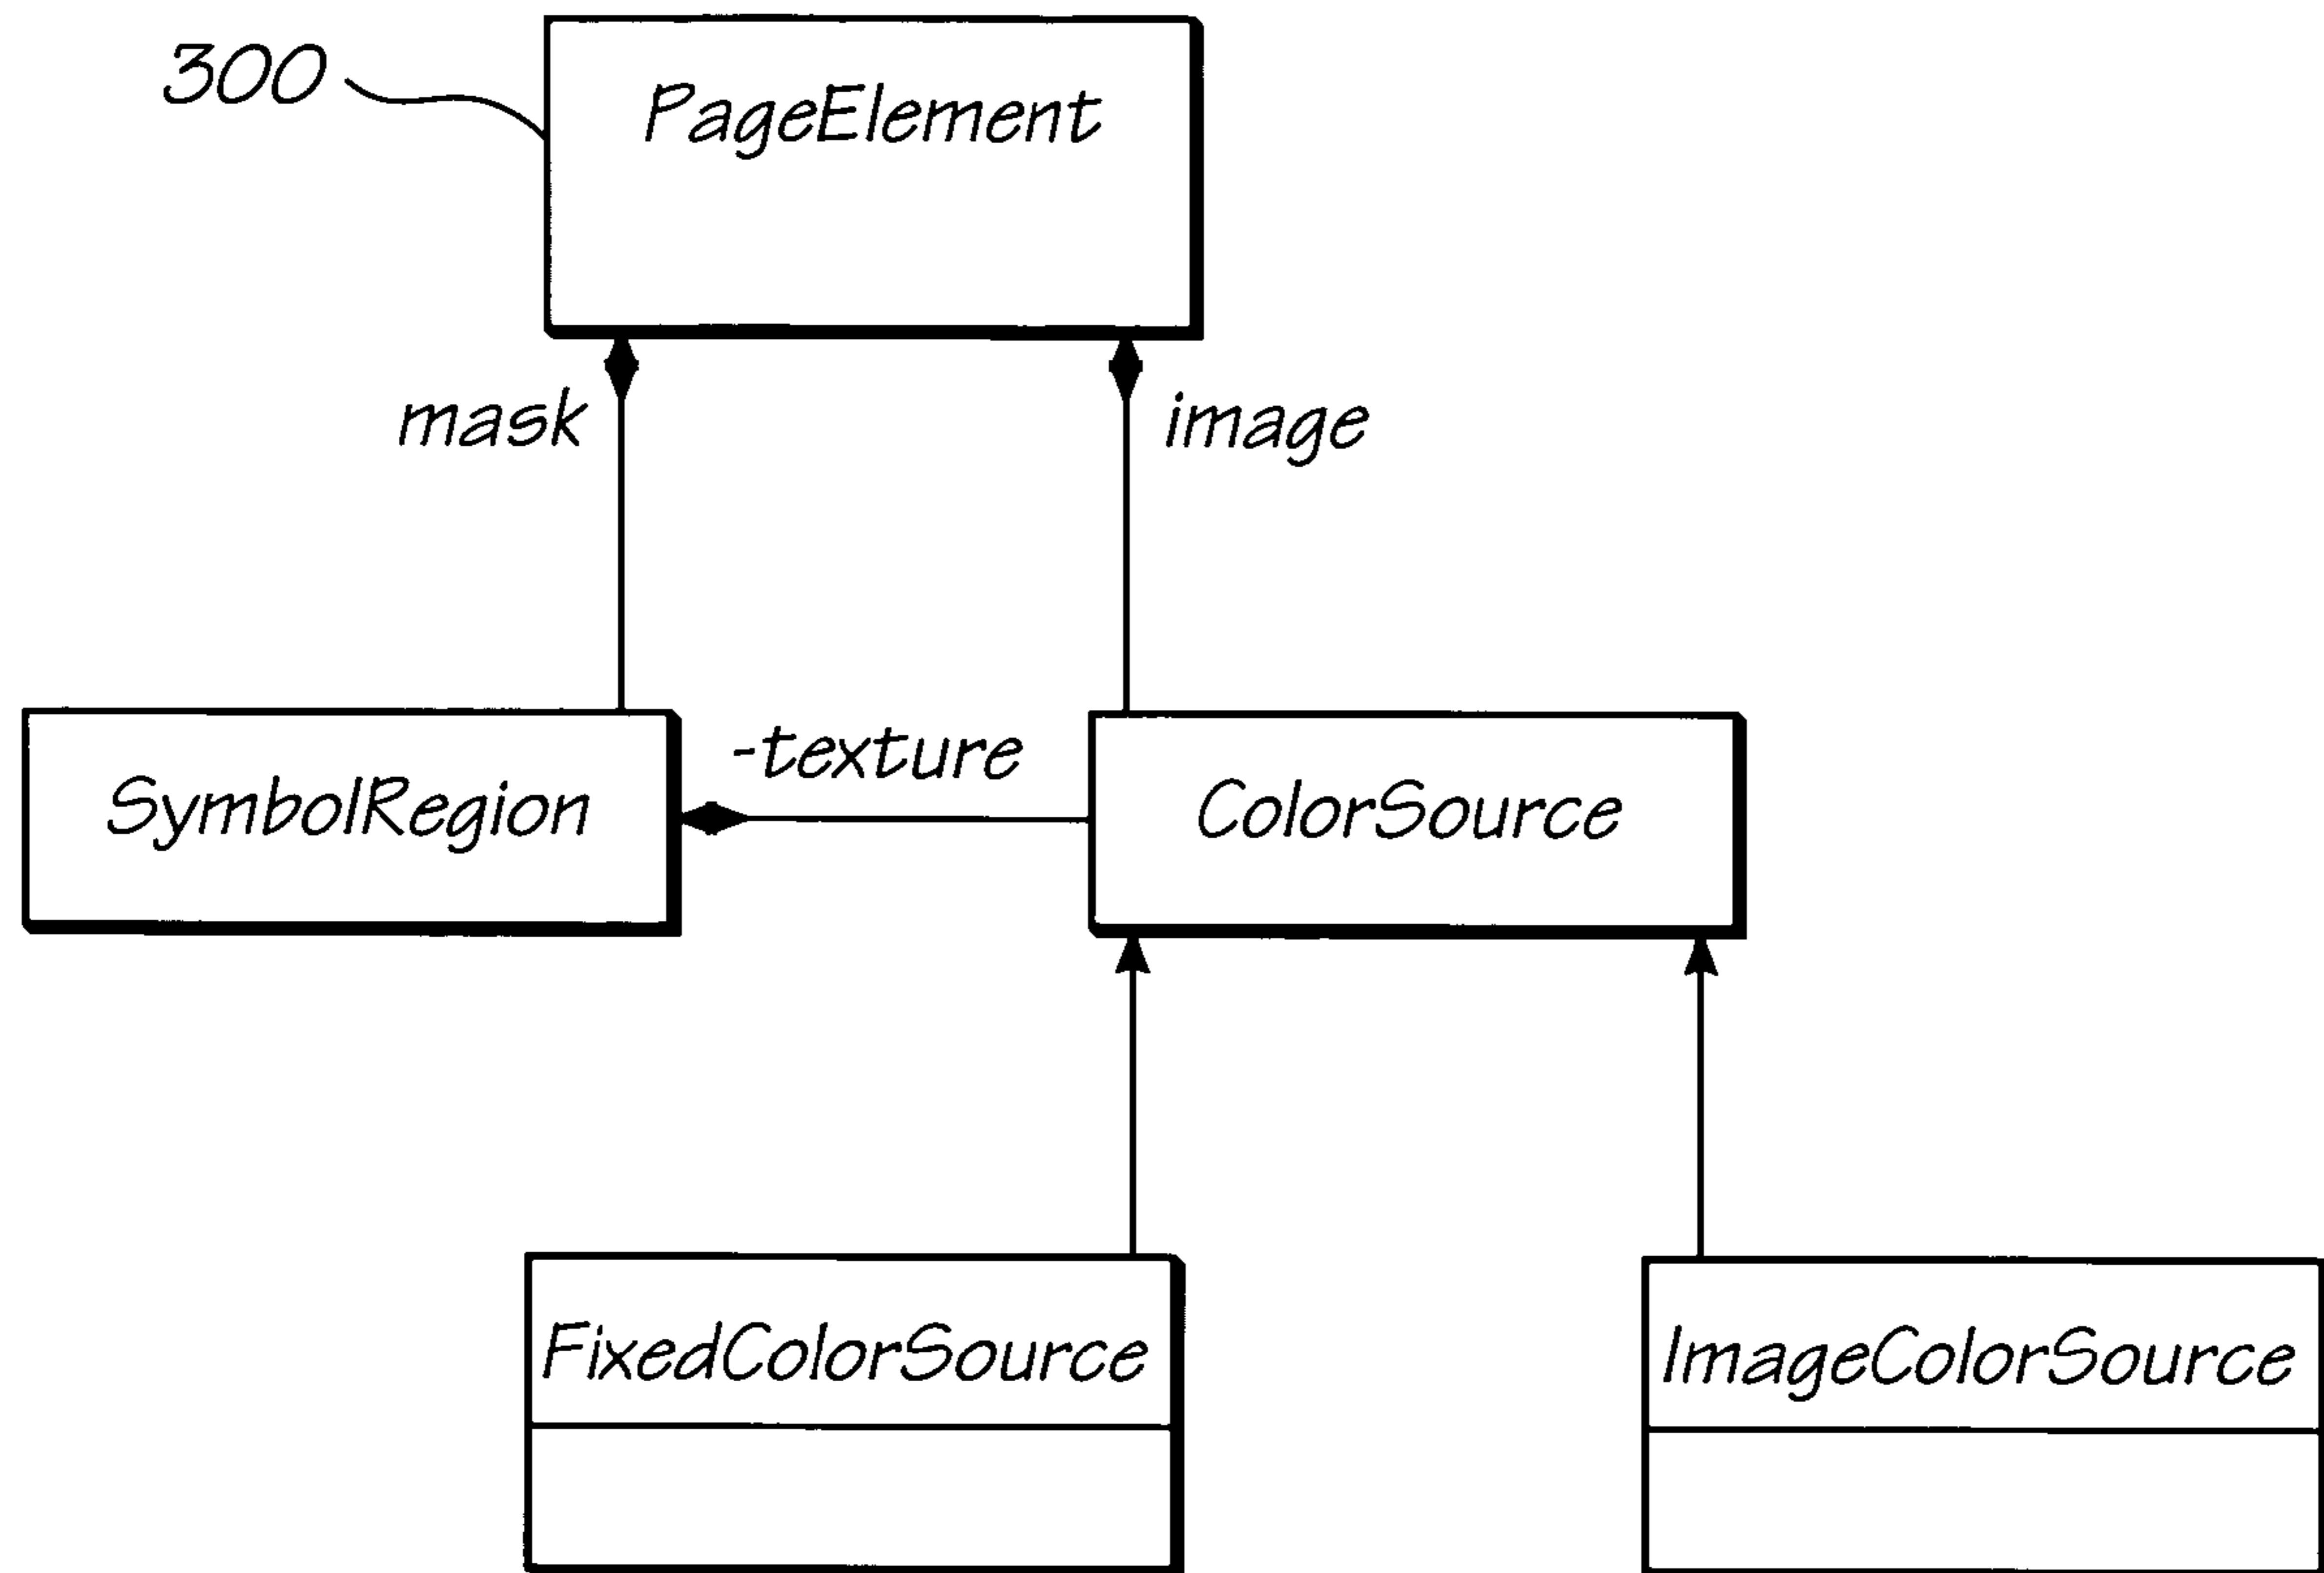 300
PageElement
mask
image
SymbolRegion
-texture
ColorSource
FixedColorSource
ImageColorSource